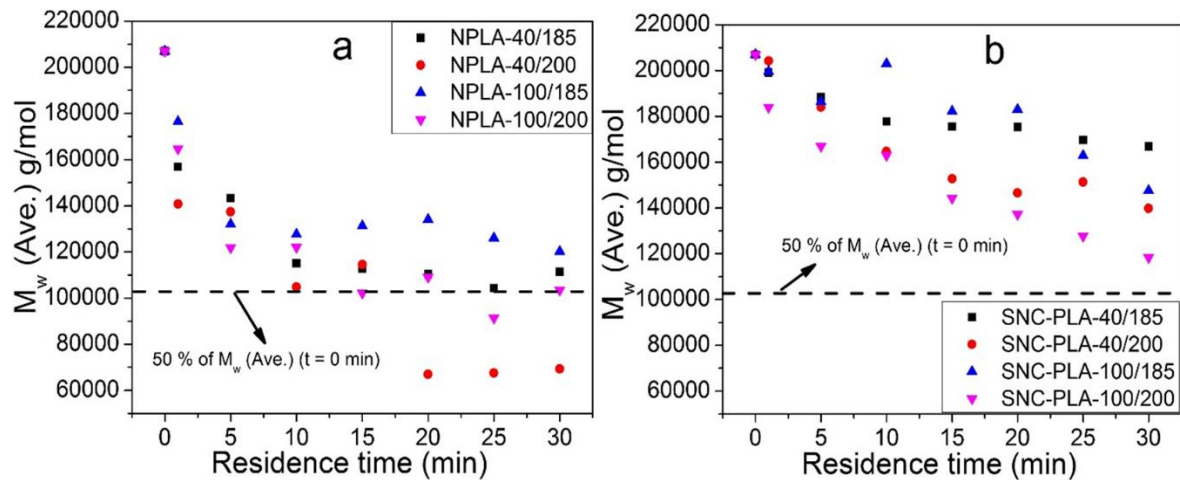 a
220000
200000
180000
160000
140000
120000
100000
80000
60000
M_w (Ave.) g/mol
NPLA-40/185
NPLA-40/200
NPLA-100/185
NPLA-100/200
50 % of M_w (Ave.) (t = 0 min)
0 5 10 15 20 25 30
Residence time (min)
b
220000
200000
180000
160000
140000
120000
100000
80000
60000
M_w (Ave.) g/mol
50 % of M_w (Ave.) (t = 0 min)
SNC-PLA-40/185
SNC-PLA-40/200
SNC-PLA-100/185
SNC-PLA-100/200
0 5 10 15 20 25 30
Residence time (min)